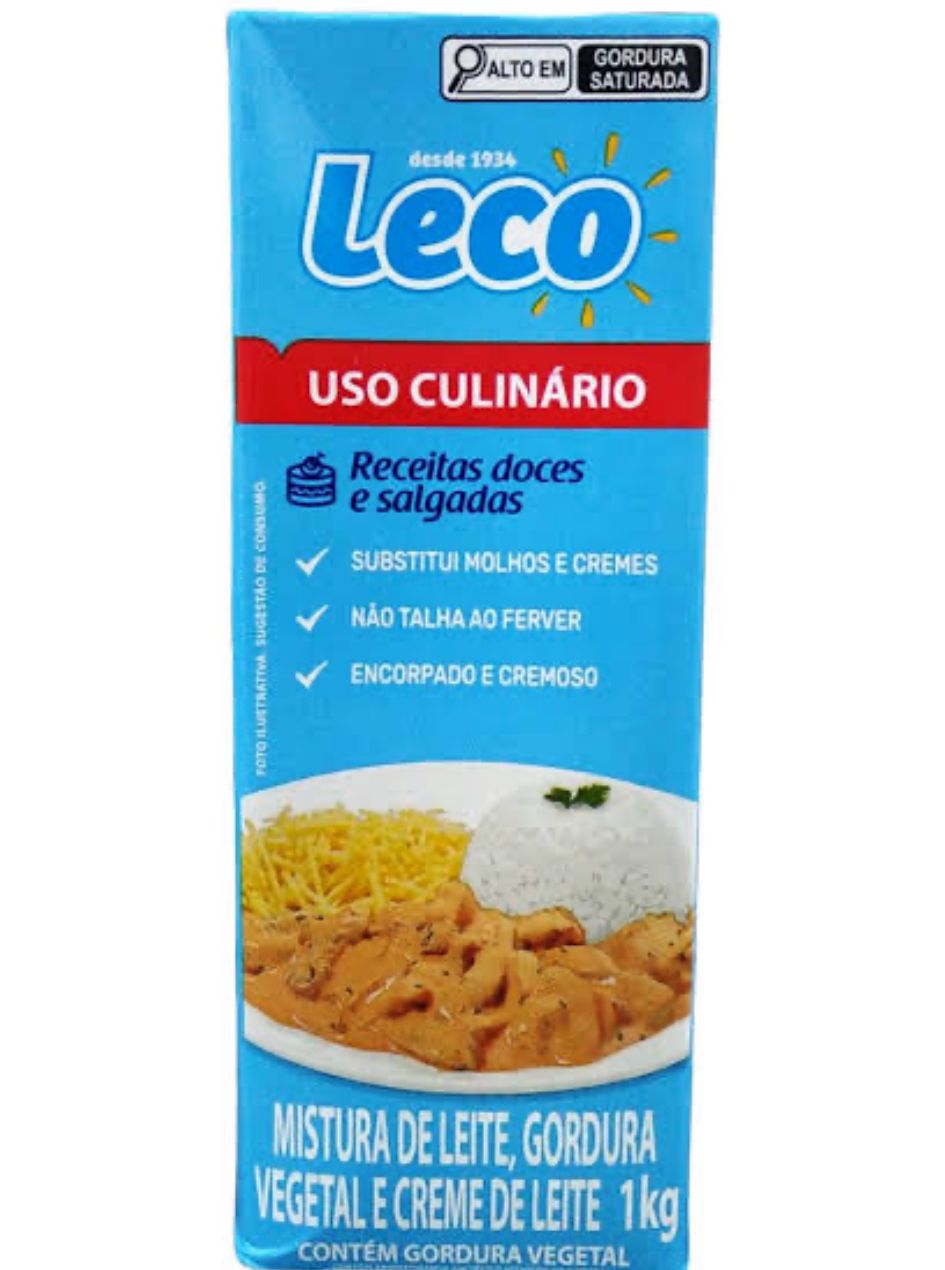 ALTO EM
GORDURA
SATURADA
desde 1934
Leco
USO CULINÁRIO
Receitas doces
e salgadas
SUBSTITUI MOLHOS E CREMES
NÃO TALHA AO FERVER
ENCORPADO E CREMOSO
FOTO ILUSTRATIVA. SUGESTÃO DE CONSUMO.
MISTURA DE LEITE, GORDURA
VEGETAL E CREME DE LEITE 1kg
CONTÉM GORDURA VEGETAL